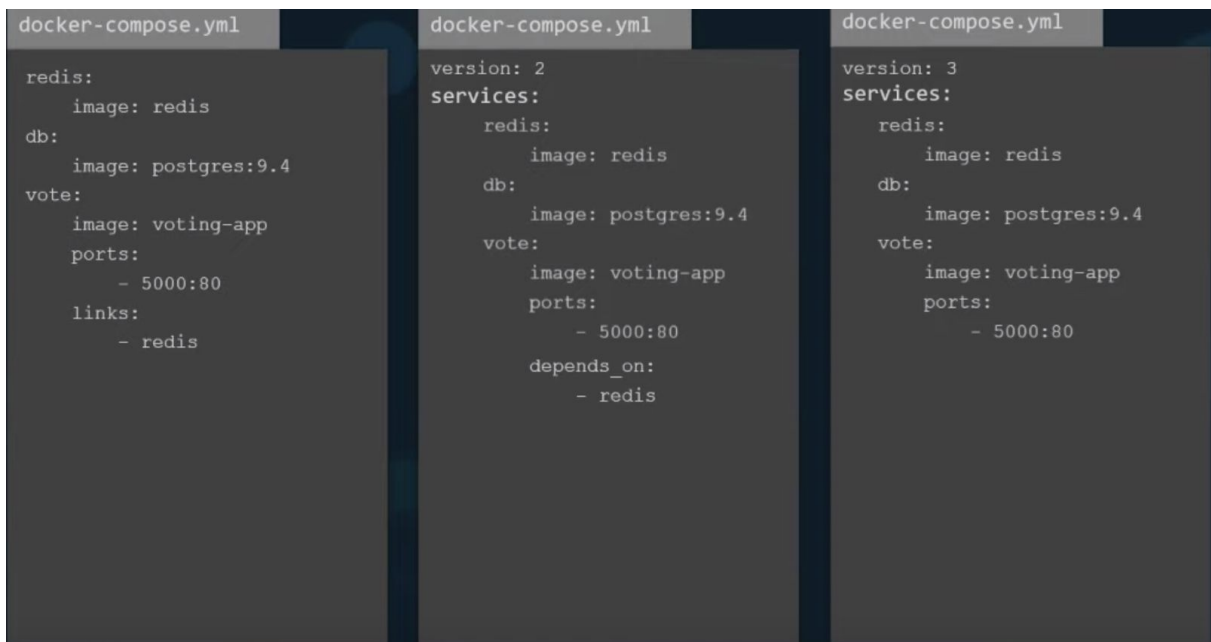 docker-compose.yml
redis:
    image: redis
db:
    image: postgres:9.4
vote:
    image: voting-app
    ports:
        - 5000:80
    links:
        - redis
docker-compose.yml
version: 2
services:
    redis:
        image: redis
    db:
        image: postgres:9.4
    vote:
        image: voting-app
        ports:
            - 5000:80
        depends_on:
            - redis
docker-compose.yml
version: 3
services:
    redis:
        image: redis
    db:
        image: postgres:9.4
    vote:
        image: voting-app
        ports:
            - 5000:80